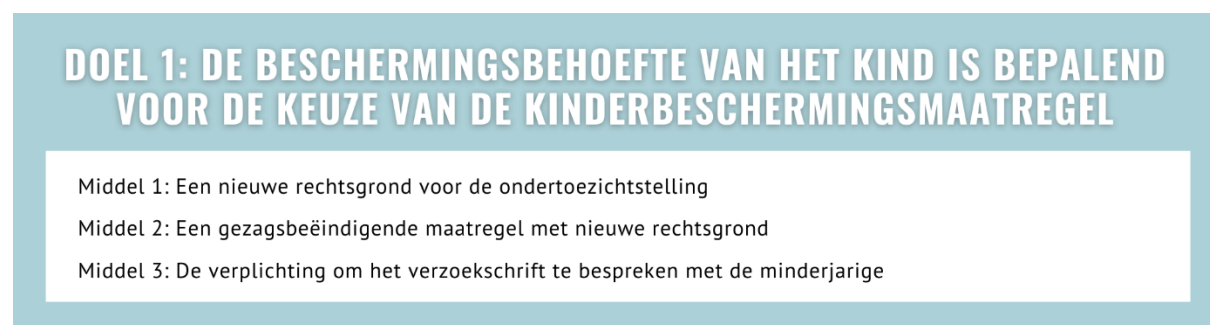 DOEL 1: DE BESCHERMINGSBEHOEFTE VAN HET KIND IS BEPALEND
VOOR DE KEUZE VAN DE KINDERBESCHERMINGSMAATREGEL
Middel 1: Een nieuwe rechtsgrond voor de ondertoezichtstelling
Middel 2: Een gezagsbeëindigende maatregel met nieuwe rechtsgrond
Middel 3: De verplichting om het verzoekschrift te bespreken met de minderjarige